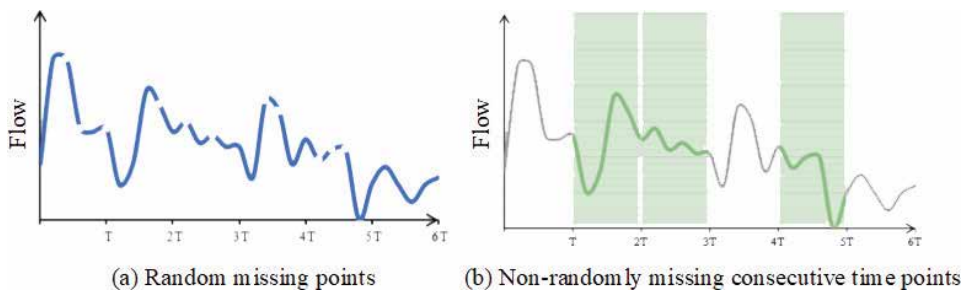 Flow
T 2T 3T 4T 5T 6T
(a) Random missing points
Flow
T 2T 3T 4T 5T 6T
(b) Non-randomly missing consecutive time points